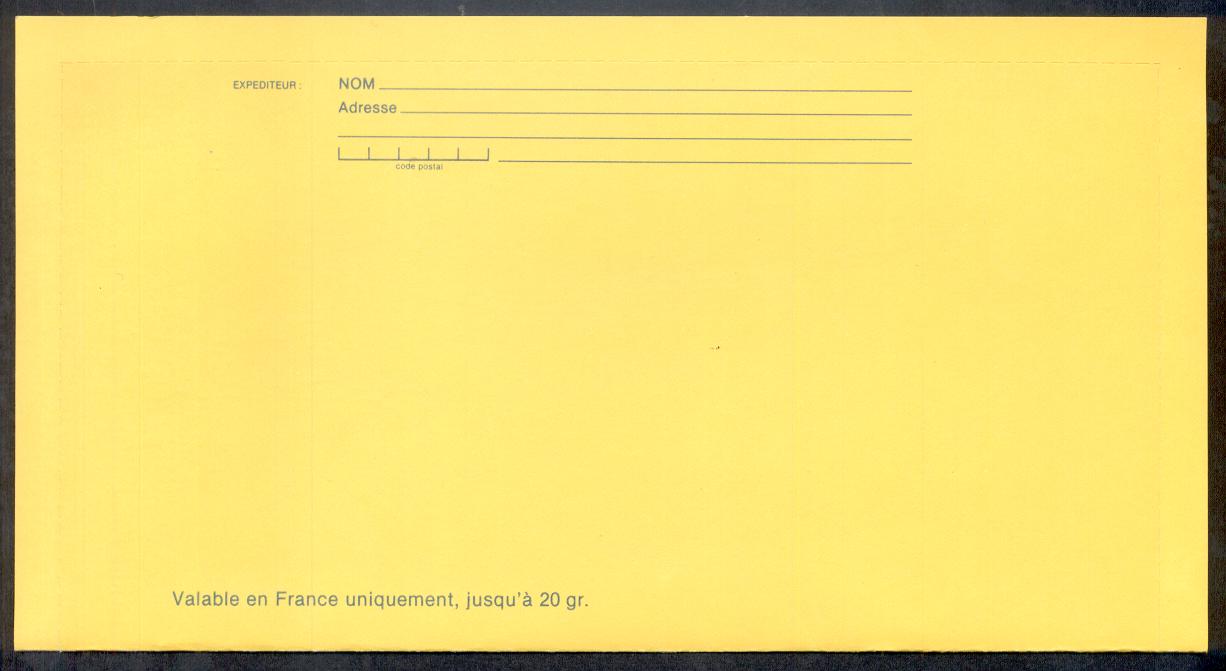 EXPEDITEUR : NOM
Adresse
code postal
Valable en France uniquement, jusqu'à 20 gr.